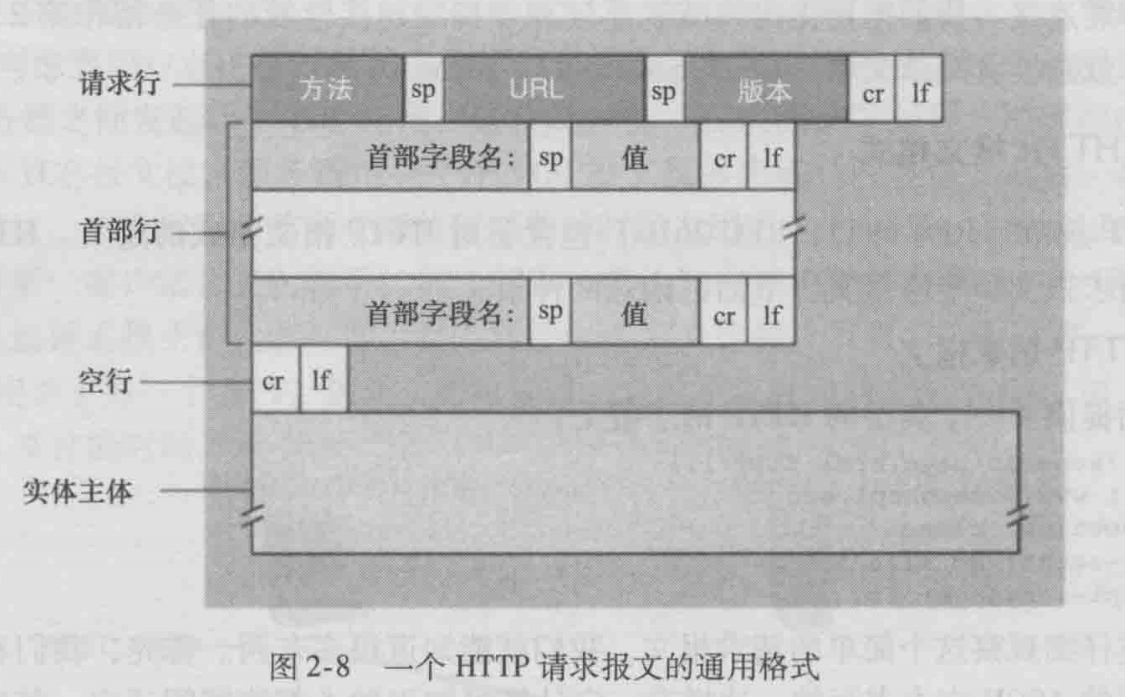 请求行 方法 sp URL sp 版本 cr lf
首部字段名: sp 值 cr lf
首部行
首部字段名: sp 值 cr lf
空行 cr lf
实体主体
图 2-8 一个 HTTP 请求报文的通用格式